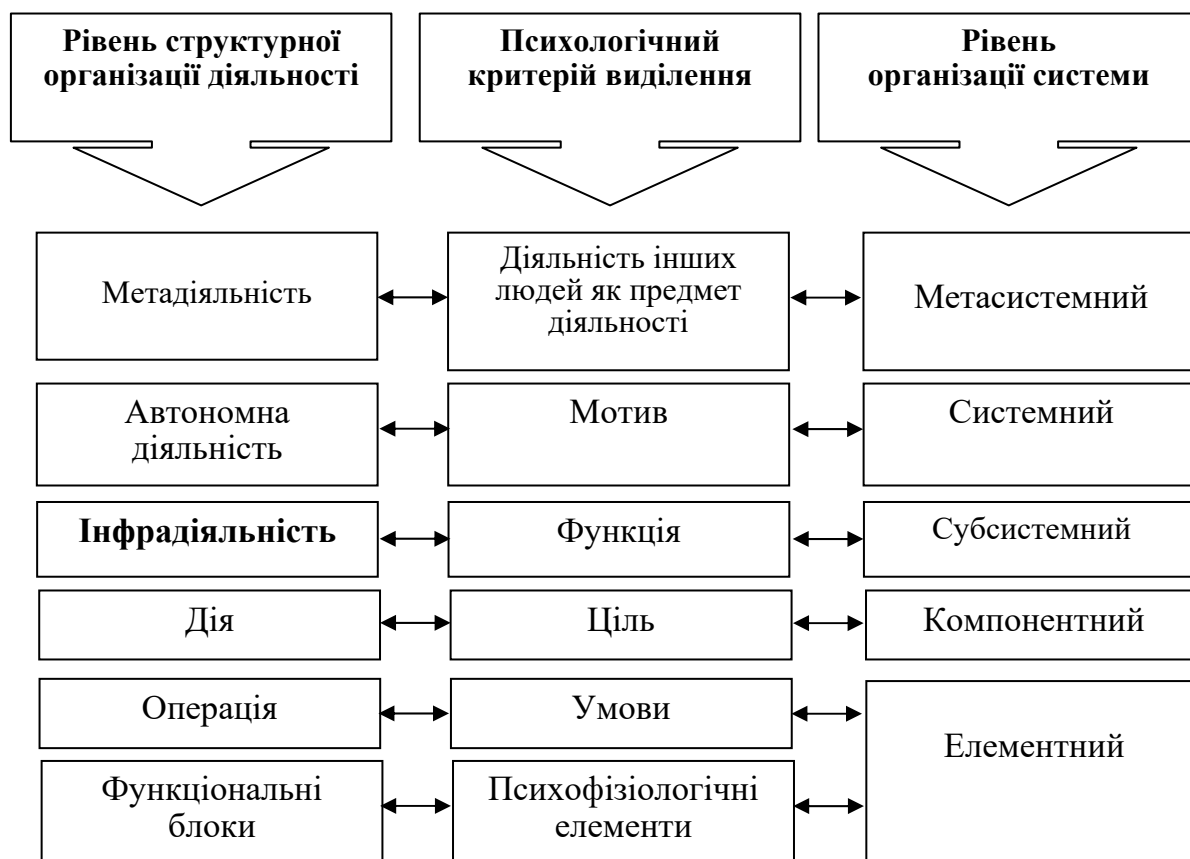 Рівень структурної
організації діяльності
Психологічний
критерій виділення
Рівень
організації системи
Метадіяльність
Діяльність інших
людей як предмет
діяльності
Метасистемний
Автономна
діяльність
Мотив
Системний
Інфрадіяльність
Функція
Субсистемний
Дія
Ціль
Компонентний
Операція
Умови
Елементний
Функціональні
блоки
Психофізіологічні
елементи